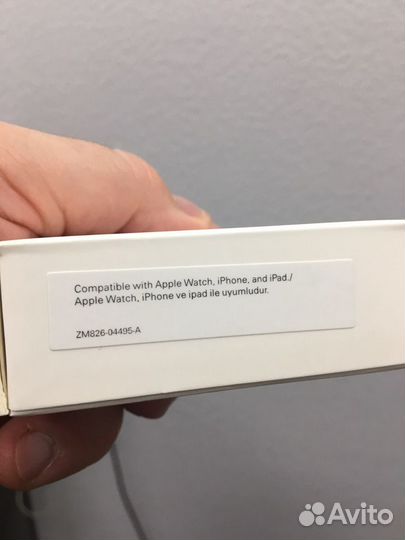 Compatible with Apple Watch, iPhone, and iPad./
Apple Watch, iPhone ve ipad ile uyumludur.
ZM826-04495-A
Avito